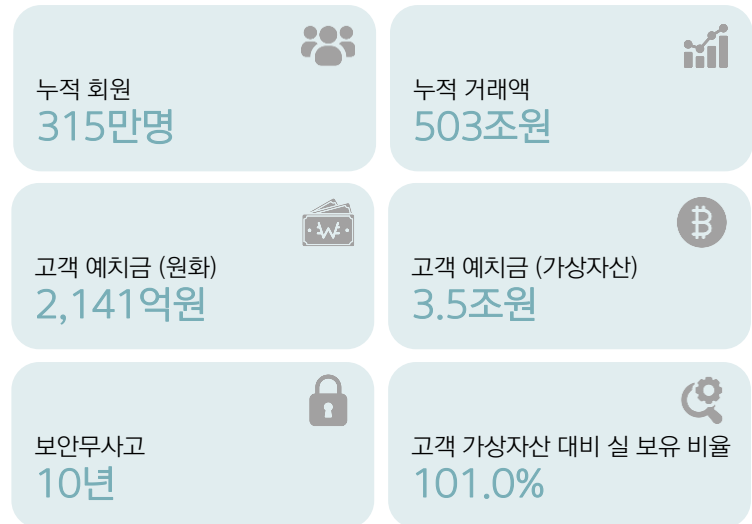 누적 회원
315만명
누적 거래액
503조원
고객 예치금 (원화)
2,141억원
고객 예치금 (가상자산)
3.5조원
보안무사고
10년
고객 가상자산 대비 실 보유 비율
101.0%